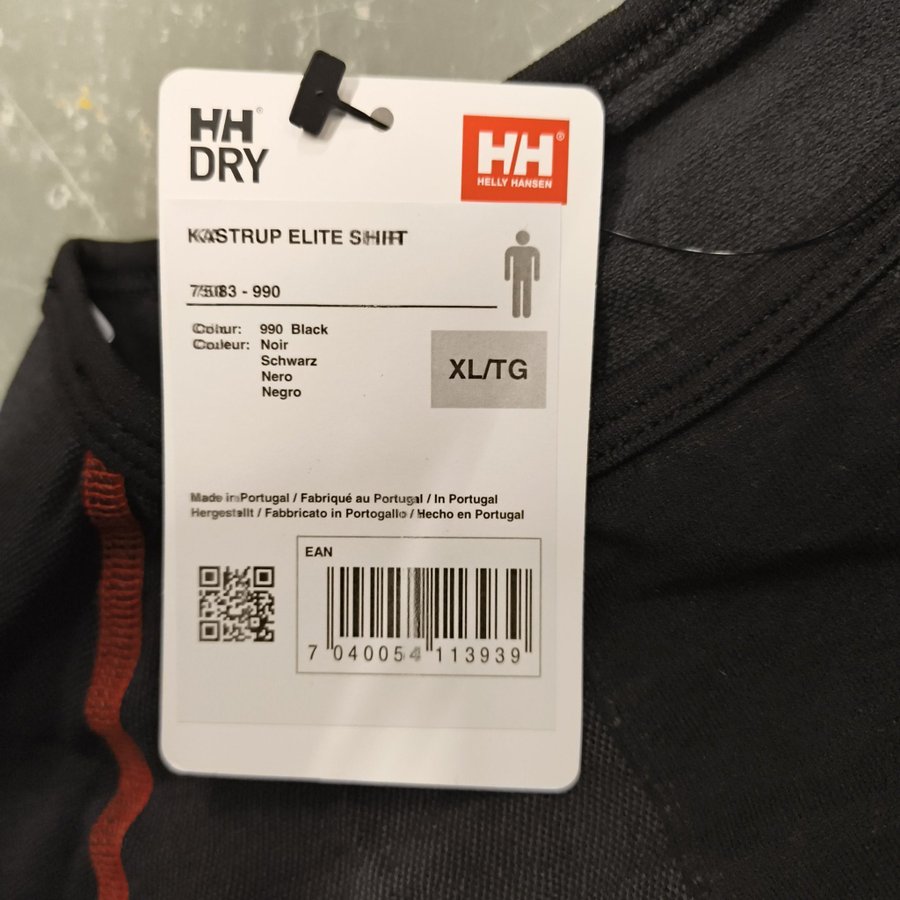 HH®
DRY
HH®
HELLY HANSEN
KASTRUP ELITE SHIRT
75083 - 990
Colour: 990 Black
Couleur: Noir
Schwarz
Nero
Negro
XL/TG
Made in Portugal / Fabriqué au Portugal / In Portugal
Hergestellt / Fabbricato in Portogallo / Hecho en Portugal
EAN
7 040054 113939